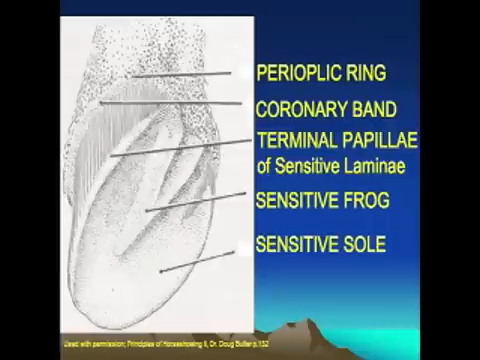 PERIOPLIC RING
CORONARY BAND
TERMINAL PAPILLAE
of Sensitive Laminae
SENSITIVE FROG
SENSITIVE SOLE
Used with permission; Principles of Horseshoeing II, Dr. Doug Butler p.152